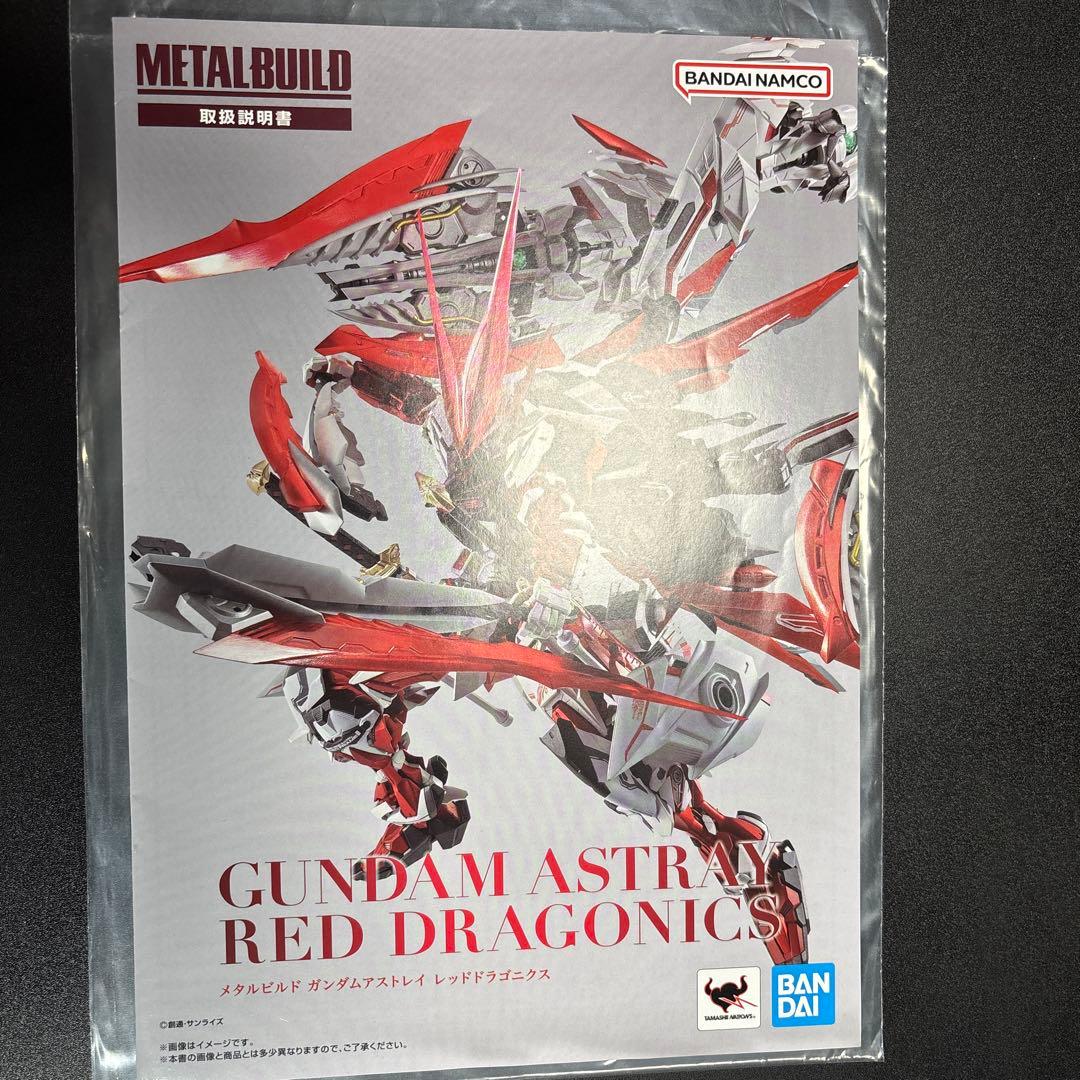 METAL BUILD
取扱説明書
BANDAI NAMCO
GUNDAM ASTRAY
RED DRAGONICS
メタルビルド ガンダムアストレイ レッドドラゴニクス
TAMASHII NATIONS
BAN
DAI
©創通・サンライズ
※画像はイメージです。
※本書の画像と商品とは多少異なりますので、ご了承ください。